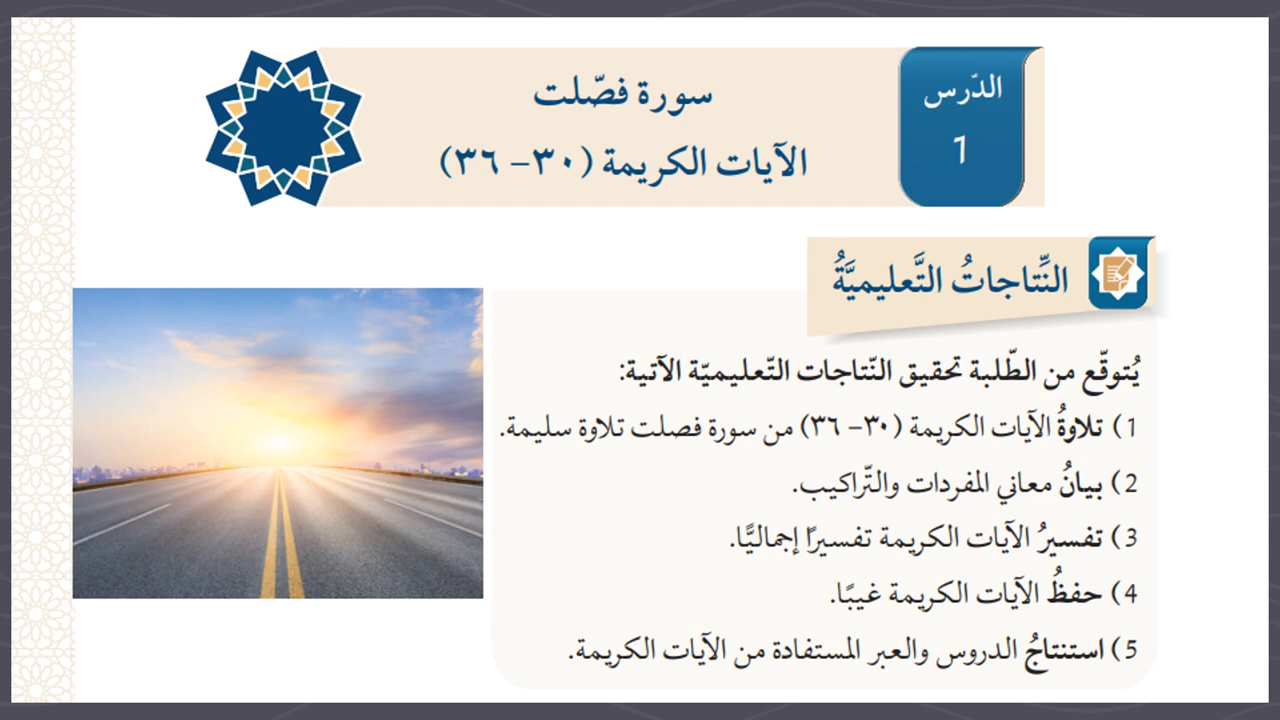 الدّرس
1
سورة فصّلت
الآيات الكريمة (٣٠ – ٣٦)
النِّتاجاتُ التَّعليميَّةُ
يُتوقّع من الطّلبة تحقيق النّتاجات التّعليميّة الآتية:
1) تلاوةُ الآيات الكريمة (٣٠– ٣٦) من سورة فصلت تلاوة سليمة.
2) بيانُ معاني المفردات والتّراكيب.
3) تفسيرُ الآيات الكريمة تفسيرًا إجماليًّا.
4) حفظُ الآيات الكريمة غيبًا.
5) استنتاجُ الدروس والعبر المستفادة من الآيات الكريمة.